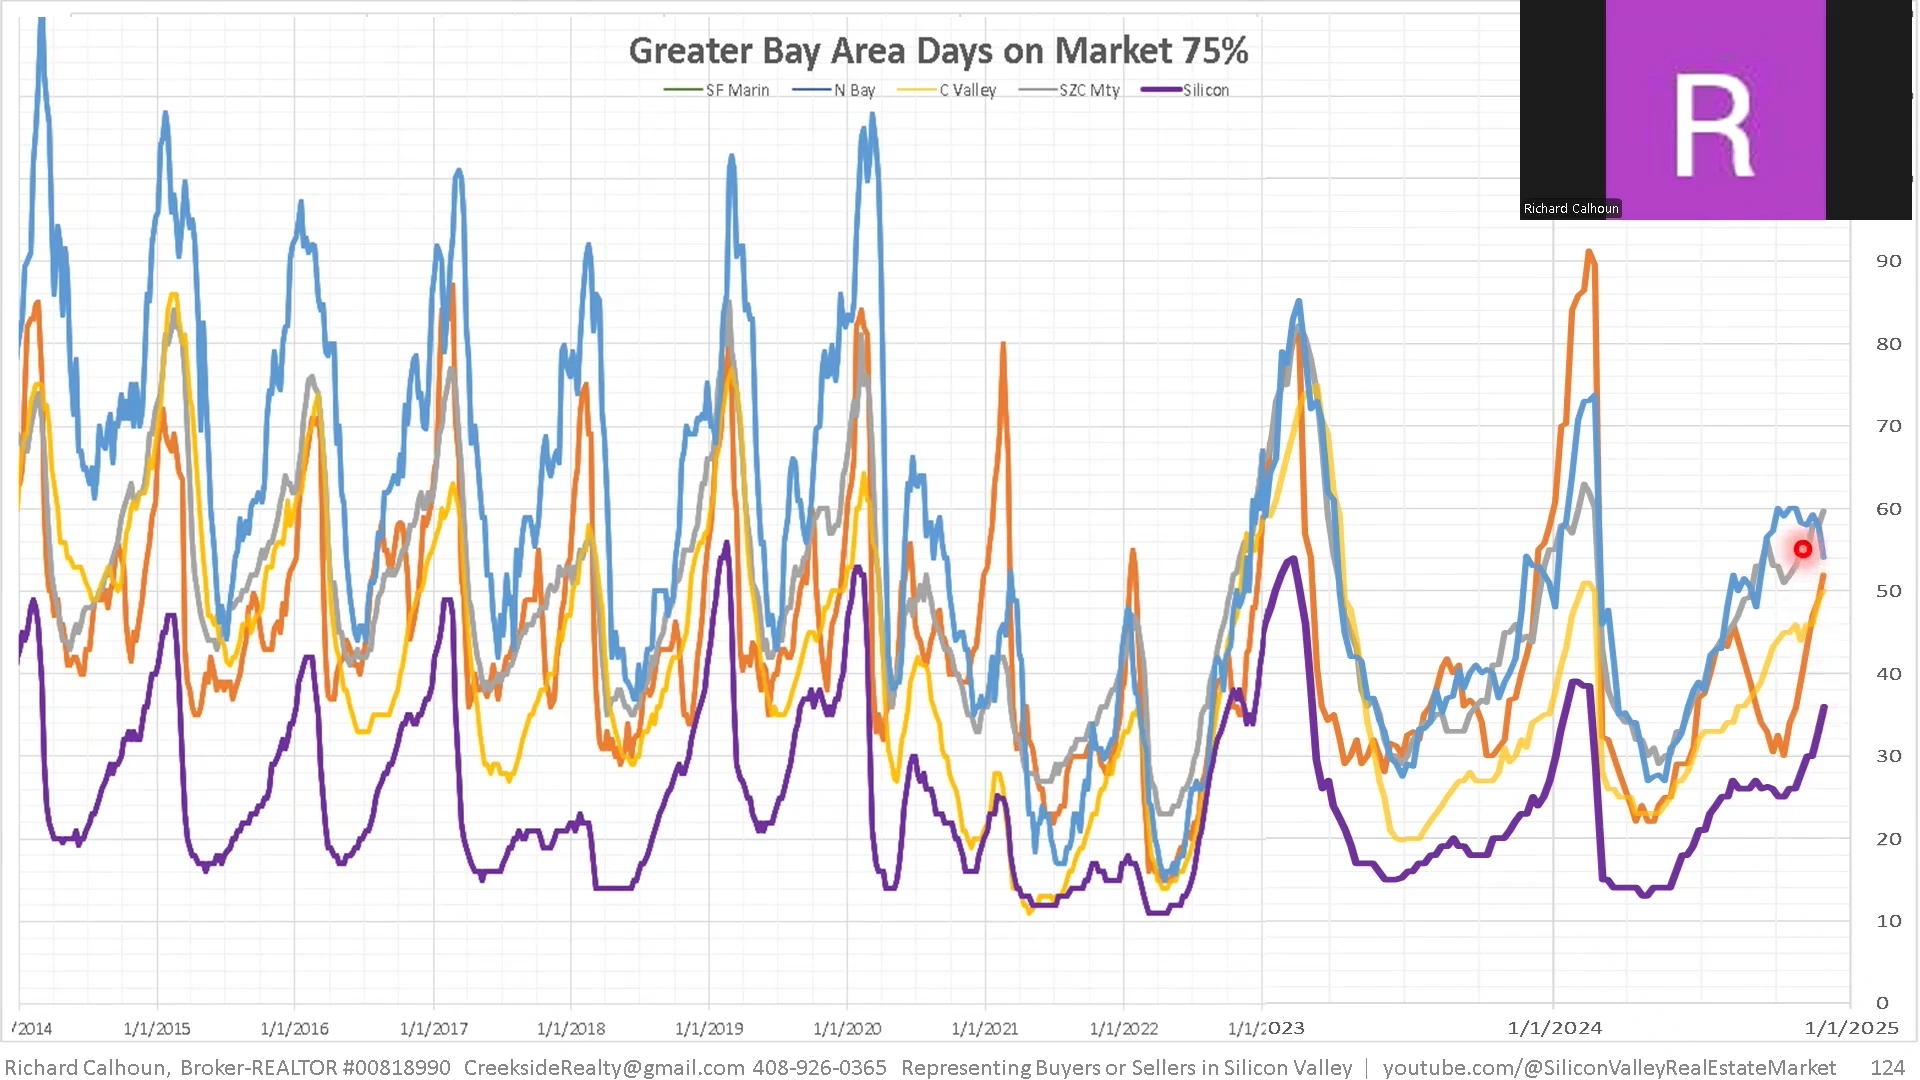 Greater Bay Area Days on Market 75%
SF Marin N Bay C Valley SZC Mty Silicon
R
Richard Calhoun
90
80
70
60
50
40
30
20
10
0
/2014 1/1/2015 1/1/2016 1/1/2017 1/1/2018 1/1/2019 1/1/2020 1/1/2021 1/1/2022 1/1/2023 1/1/2024 1/1/2025
Richard Calhoun, Broker-REALTOR #00818990 CreeksideRealty@gmail.com 408-926-0365 Representing Buyers or Sellers in Silicon Valley | youtube.com/@SiliconValleyRealEstateMarket 124